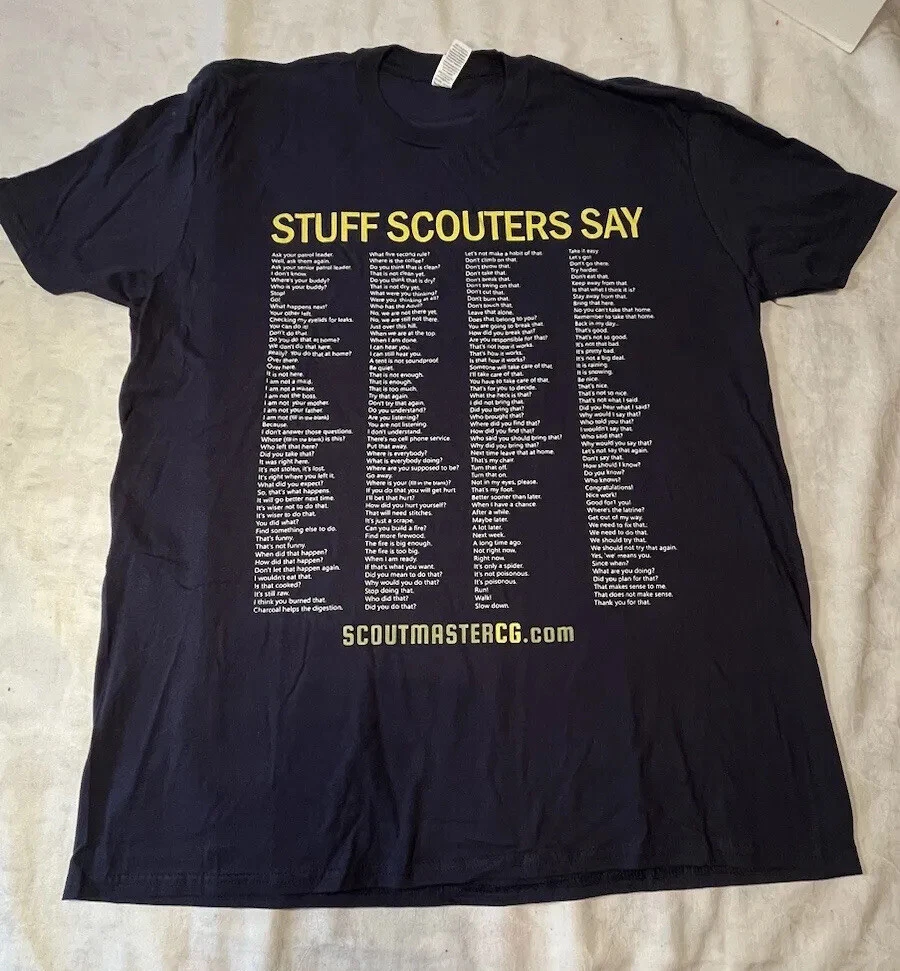 STUFF SCOUTERS SAY
Ask your patrol leader.
Well, ask them again.
Ask your senior patrol leader.
I don't know.
Where's your buddy?
Who is your buddy?
Stop!
Go!
What happens next?
Your other left.
Checking my eyelids for leaks.
You can do it!
Don't do that.
Do you do that at home?
We don't do that here.
Really? You do that at home?
Over there.
Over here.
It is not here.
I am not a maid.
I am not a waiter.
I am not the boss.
I am not your mother.
I am not your father.
I am not (fill in the blank)
Because.
I don't answer those questions.
Whose (fill in the blank) is this?
Who left that here?
Did you take that?
It was right here.
It's not stolen, it's lost.
It's right where you left it.
What did you expect?
So, that's what happens.
It will go better next time.
It's wiser not to do that.
It's wiser to do that.
You did what?
Find something else to do.
That's funny.
That's not funny.
When did that happen?
How did that happen?
Don't let that happen again.
I wouldn't eat that.
Is that cooked?
It's still raw.
I think you burned that.
Charcoal helps the digestion.
What five second rule?
Where is the coffee?
Do you think that is clean?
That is not clean yet.
Do you think that is dry?
That is not dry yet.
What were you thinking?
Were you thinking at all?
Who has the Advil?
No, we are not there yet.
No, we are still not there.
Just over this hill.
When we are at the top.
When I am done.
I can hear you.
I can still hear you.
A tent is not soundproof.
Be quiet.
That is not enough.
That is enough.
That is too much.
Try that again.
Don't try that again.
Do you understand?
Are you listening?
You are not listening.
I don't understand.
There's no cell phone service.
Put that away.
Where is everybody?
What is everybody doing?
Where are you supposed to be?
Go away.
Where is your (fill in the blank)?
If you do that you will get hurt
I'll bet that hurt?
How did you hurt yourself?
That will need stitches.
It's just a scrape.
Can you build a fire?
Find more firewood.
The fire is big enough.
The fire is too big.
When I am ready.
If that's what you want.
Did you mean to do that?
Why would you do that?
Stop doing that.
Who did that?
Did you do that?
Let's not make a habit of that.
Don't climb on that.
Don't throw that.
Don't take that.
Don't break that.
Don't swing on that.
Don't cut that.
Don't burn that.
Don't touch that.
Leave that alone.
Does that belong to you?
You are going to break that.
How did you break that?
Are you responsible for that?
That's not how it works.
That's how it works.
Is that how it works?
Someone will take care of that
I'll take care of that.
You have to take care of that.
That's for you to decide.
What the heck is that?
I did not bring that.
Did you bring that?
Who brought that?
Where did you find that?
How did you find that?
Who said you should bring that?
Why did you bring that?
Next time leave that at home.
That's my chair.
Turn that off.
Turn that on.
Not in my eyes, please.
That's my foot.
Better sooner than later.
When I have a chance
After a while.
Maybe later.
A lot later.
Next week.
A long time ago.
Not right now.
Right now.
It's only a spider.
It's not poisonous.
It's poisonous.
Run!
Walk!
Slow down.
Take it easy.
Let's go!
Don't go there.
Try harder.
Don't eat that.
Keep away from that.
Is that what I think it is?
Stay away from that.
Bring that here.
No you can't take that home.
Remember to take that home.
Back in my day..
That's good.
That's not so good.
It's not that bad.
It's pretty bad.
It's not a big deal.
It is raining.
It is snowing.
Be nice.
That's nice.
That's not so nice.
That's not what I said.
Did you hear what I said?
Why would I say that?
Who told you that?
I wouldn't say that.
Who said that?
Why would you say that?
Let's not say that again.
Don't say that.
How should I know?
Do you know?
Who knows?
Congratulations!
Nice work!
Good for you!
Where's the latrine?
Get out of my way.
We need to fix that.
We need to do that.
We should try that.
We should not try that again.
Yes, 'we' means you.
Since when?
What are you doing?
Did you plan for that?
That makes sense to me.
That does not make sense.
Thank you for that.
SCOUTMASTERCG.com